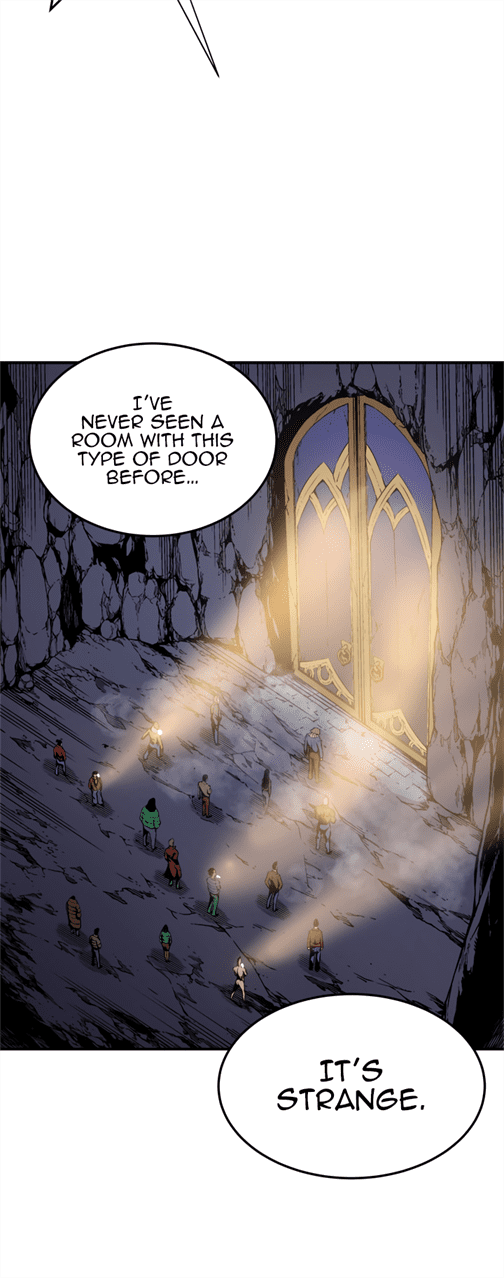 I'VE
NEVER SEEN A
ROOM WITH THIS
TYPE OF DOOR
BEFORE...
IT'S
STRANGE.